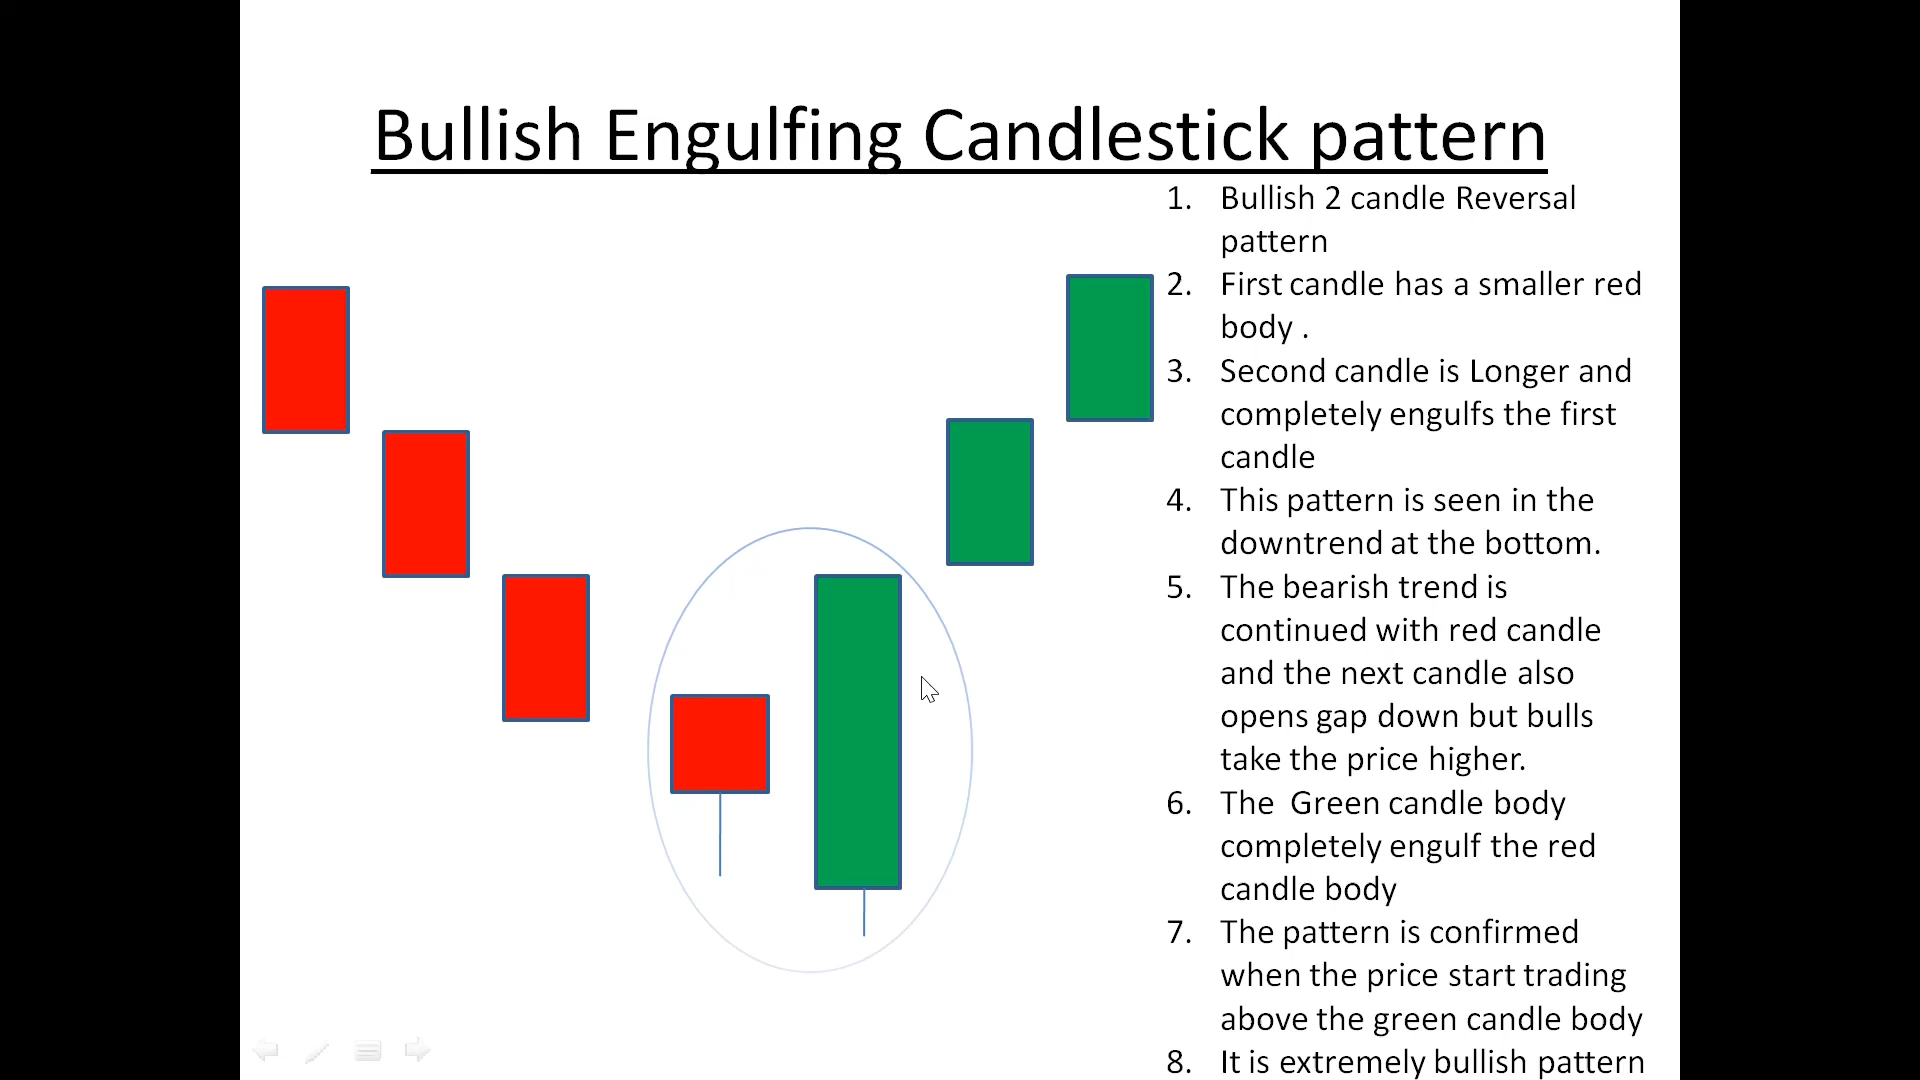 Bullish Engulfing Candlestick pattern
1. Bullish 2 candle Reversal
pattern
2. First candle has a smaller red
body .
3. Second candle is Longer and
completely engulfs the first
candle
4. This pattern is seen in the
downtrend at the bottom.
5. The bearish trend is
continued with red candle
and the next candle also
opens gap down but bulls
take the price higher.
6. The  Green candle body
completely engulf the red
candle body
7. The pattern is confirmed
when the price start trading
above the green candle body
8. It is extremely bullish pattern